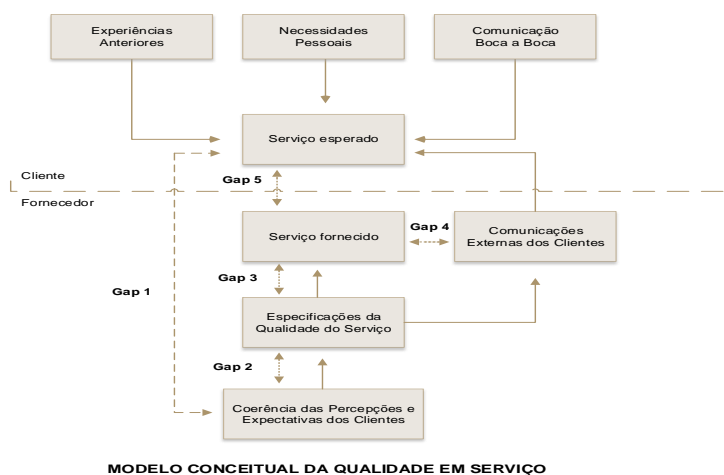 Experiências
Anteriores
Necessidades
Pessoais
Comunicação
Boca a Boca
Serviço esperado
Cliente
Gap 5
Fornecedor
Serviço fornecido
Gap 4
Comunicações
Externas dos Clientes
Gap 3
Gap 1
Especificações da
Qualidade do Serviço
Gap 2
Coerência das Percepções e
Expectativas dos Clientes
MODELO CONCEITUAL DA QUALIDADE EM SERVIÇO